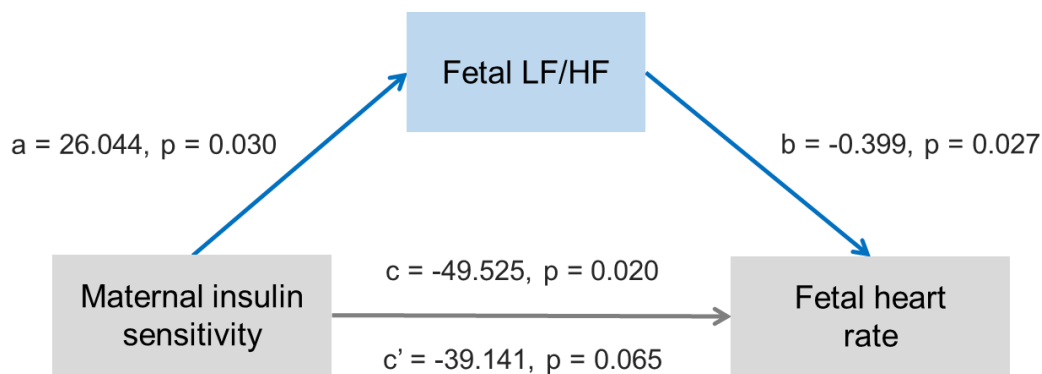 Fetal LF/HF
a = 26.044, p = 0.030
b = -0.399, p = 0.027
Maternal insulin
sensitivity
c = -49.525, p = 0.020
c’ = -39.141, p = 0.065
Fetal heart
rate